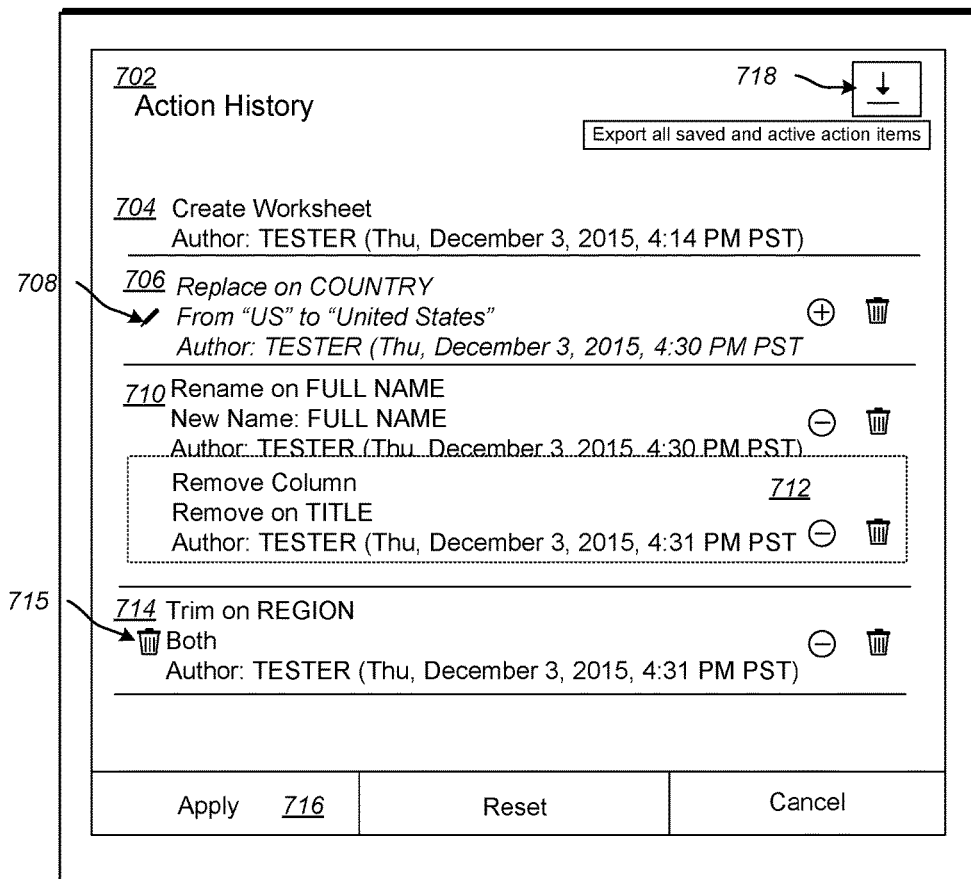 702
718
Action History
Export all saved and active action items
704 Create Worksheet
Author: TESTER (Thu, December 3, 2015, 4:14 PM PST)
708
706 Replace on COUNTRY
From “US” to “United States”
Author: TESTER (Thu, December 3, 2015, 4:30 PM PST
710 Rename on FULL NAME
New Name: FULL NAME
Author: TESTER (Thu, December 3, 2015, 4:30 PM PST)
Remove Column
712
Remove on TITLE
Author: TESTER (Thu, December 3, 2015, 4:31 PM PST
715
714 Trim on REGION
Both
Author: TESTER (Thu, December 3, 2015, 4:31 PM PST)
Apply 716 Reset Cancel